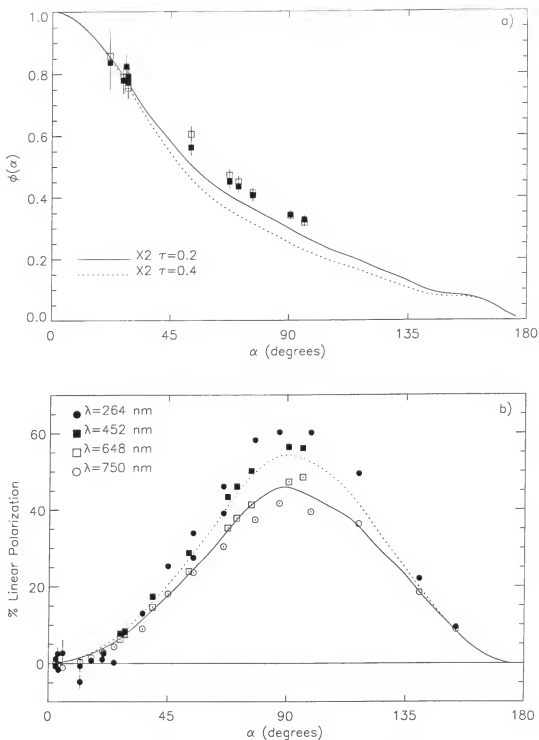 a)
1.0
0.8
0.6
0.4
0.2
0.0
φ(α)
X2 τ=0.2
X2 τ=0.4
0
45
90
135
180
α (degrees)
b)
λ=264 nm
λ=452 nm
λ=648 nm
λ=750 nm
60
40
20
0
% Linear Polarization
0
45
90
135
180
α (degrees)